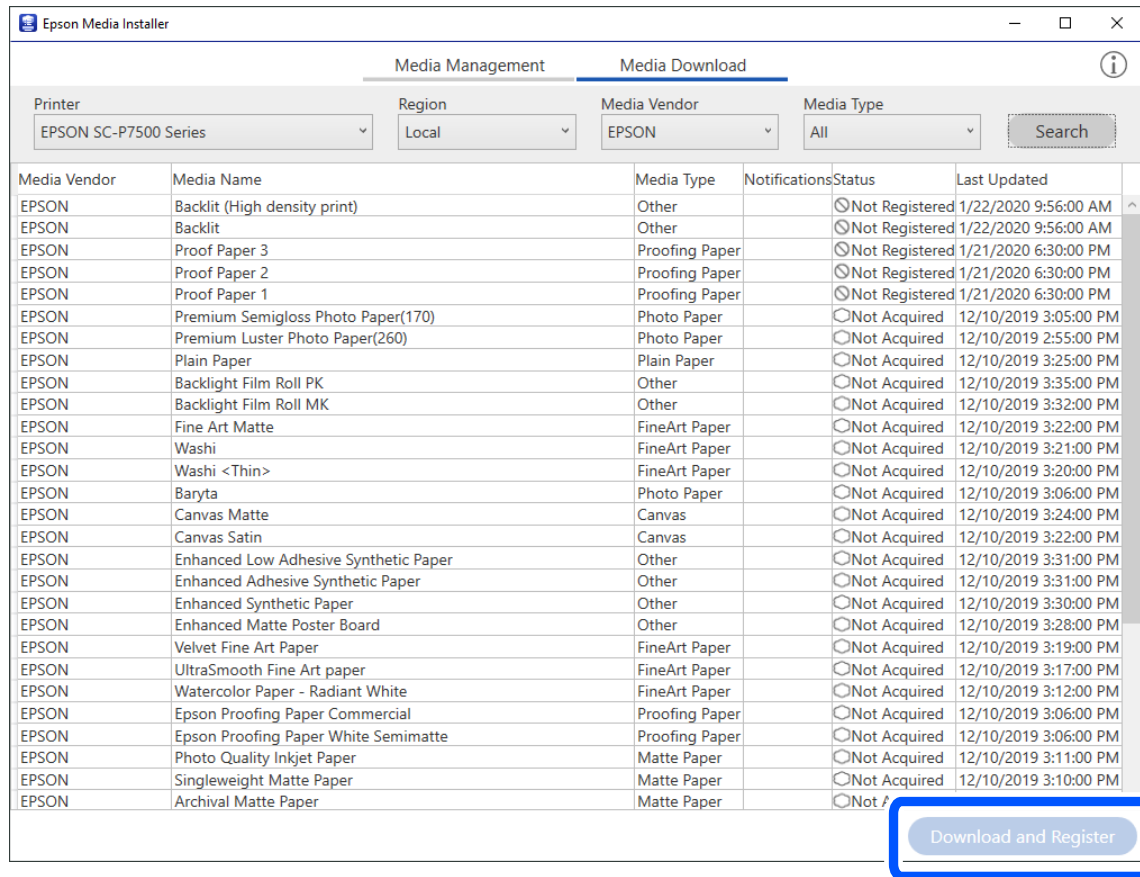 Epson Media Installer
Media Management Media Download
Printer Region Media Vendor Media Type
EPSON SC-P7500 Series Local EPSON All Search
Media Vendor Media Name Media Type Notifications Status Last Updated
EPSON Backlit (High density print) Other Not Registered 1/22/2020 9:56:00 AM
EPSON Backlit Other Not Registered 1/22/2020 9:56:00 AM
EPSON Proof Paper 3 Proofing Paper Not Registered 1/21/2020 6:30:00 PM
EPSON Proof Paper 2 Proofing Paper Not Registered 1/21/2020 6:30:00 PM
EPSON Proof Paper 1 Proofing Paper Not Registered 1/21/2020 6:30:00 PM
EPSON Premium Semigloss Photo Paper(170) Photo Paper Not Acquired 12/10/2019 3:05:00 PM
EPSON Premium Luster Photo Paper(260) Photo Paper Not Acquired 12/10/2019 2:55:00 PM
EPSON Plain Paper Plain Paper Not Acquired 12/10/2019 3:25:00 PM
EPSON Backlight Film Roll PK Other Not Acquired 12/10/2019 3:35:00 PM
EPSON Backlight Film Roll MK Other Not Acquired 12/10/2019 3:32:00 PM
EPSON Fine Art Matte FineArt Paper Not Acquired 12/10/2019 3:22:00 PM
EPSON Washi FineArt Paper Not Acquired 12/10/2019 3:21:00 PM
EPSON Washi <Thin> FineArt Paper Not Acquired 12/10/2019 3:20:00 PM
EPSON Baryta Photo Paper Not Acquired 12/10/2019 3:06:00 PM
EPSON Canvas Matte Canvas Not Acquired 12/10/2019 3:24:00 PM
EPSON Canvas Satin Canvas Not Acquired 12/10/2019 3:22:00 PM
EPSON Enhanced Low Adhesive Synthetic Paper Other Not Acquired 12/10/2019 3:31:00 PM
EPSON Enhanced Adhesive Synthetic Paper Other Not Acquired 12/10/2019 3:31:00 PM
EPSON Enhanced Synthetic Paper Other Not Acquired 12/10/2019 3:30:00 PM
EPSON Enhanced Matte Poster Board Other Not Acquired 12/10/2019 3:28:00 PM
EPSON Velvet Fine Art Paper FineArt Paper Not Acquired 12/10/2019 3:19:00 PM
EPSON UltraSmooth Fine Art paper FineArt Paper Not Acquired 12/10/2019 3:17:00 PM
EPSON Watercolor Paper - Radiant White FineArt Paper Not Acquired 12/10/2019 3:12:00 PM
EPSON Epson Proofing Paper Commercial Proofing Paper Not Acquired 12/10/2019 3:06:00 PM
EPSON Epson Proofing Paper White Semimatte Proofing Paper Not Acquired 12/10/2019 3:06:00 PM
EPSON Photo Quality Inkjet Paper Matte Paper Not Acquired 12/10/2019 3:11:00 PM
EPSON Singleweight Matte Paper Matte Paper Not Acquired 12/10/2019 3:10:00 PM
EPSON Archival Matte Paper Matte Paper Not
Download and Register